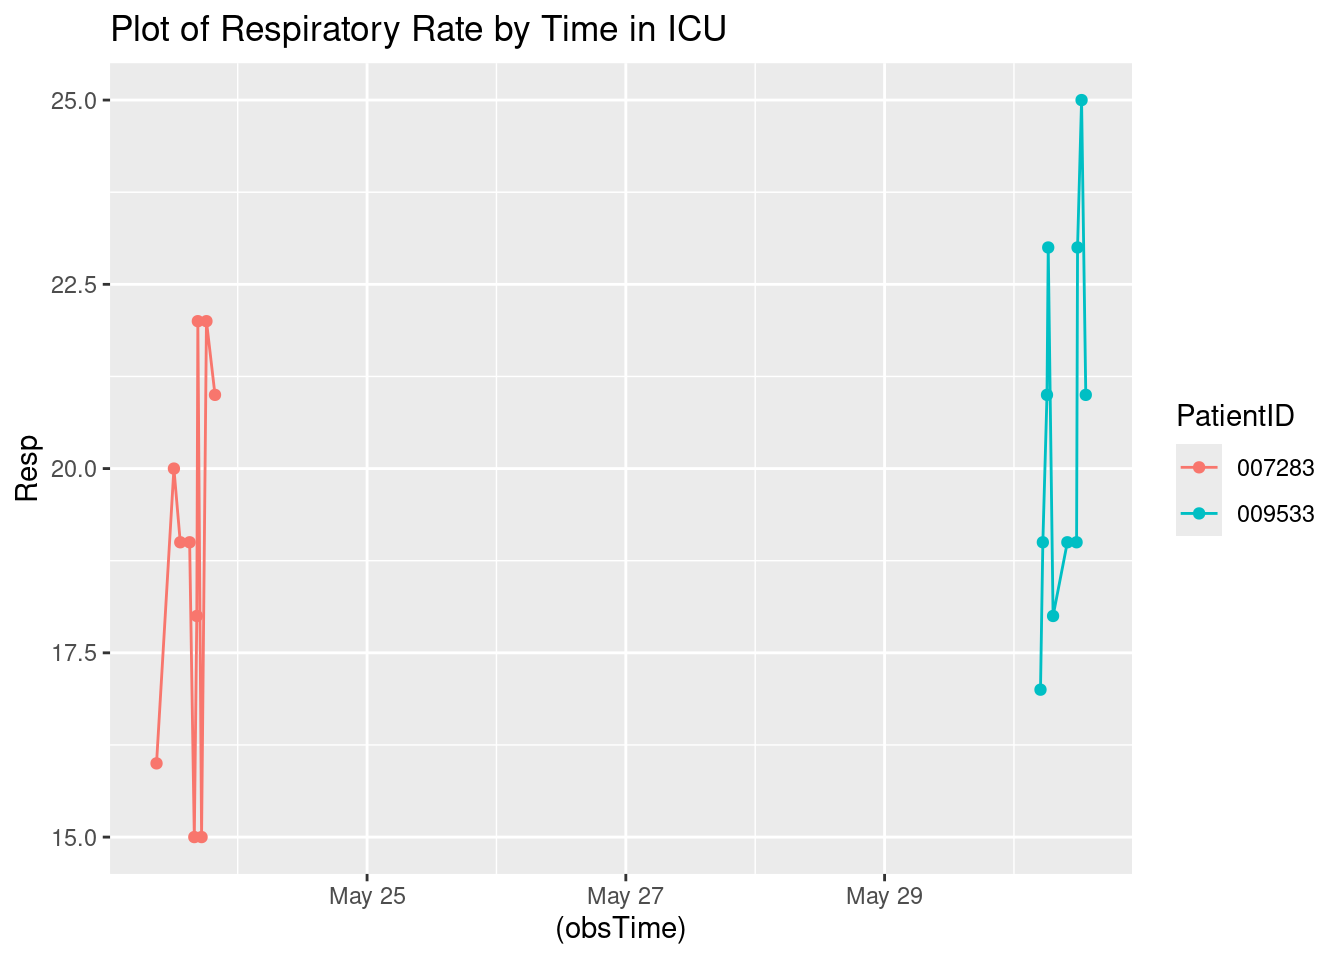 Plot of Respiratory Rate by Time in ICU
25.0
22.5
20.0
17.5
15.0
Resp
May 25
May 27
May 29
(obsTime)
PatientID
007283
009533